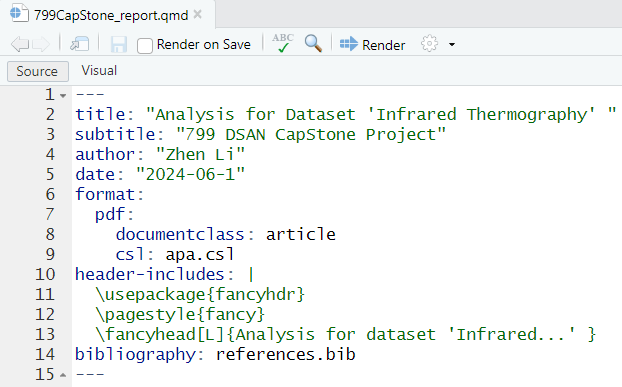 799CapStone_report.qmd
Render on Save
ABC
Render
Source
Visual
1 ---
2 title: "Analysis for Dataset 'Infrared Thermography' "
3 subtitle: "799 DSAN CapStone Project"
4 author: "Zhen Li"
5 date: "2024-06-1"
6 format:
7   pdf:
8     documentclass: article
9     csl: apa.csl
10 header-includes: |
11   \usepackage{fancyhdr}
12   \pagestyle{fancy}
13   \fancyhead[L]{Analysis for dataset 'Infrared...' }
14 bibliography: references.bib
15 ---